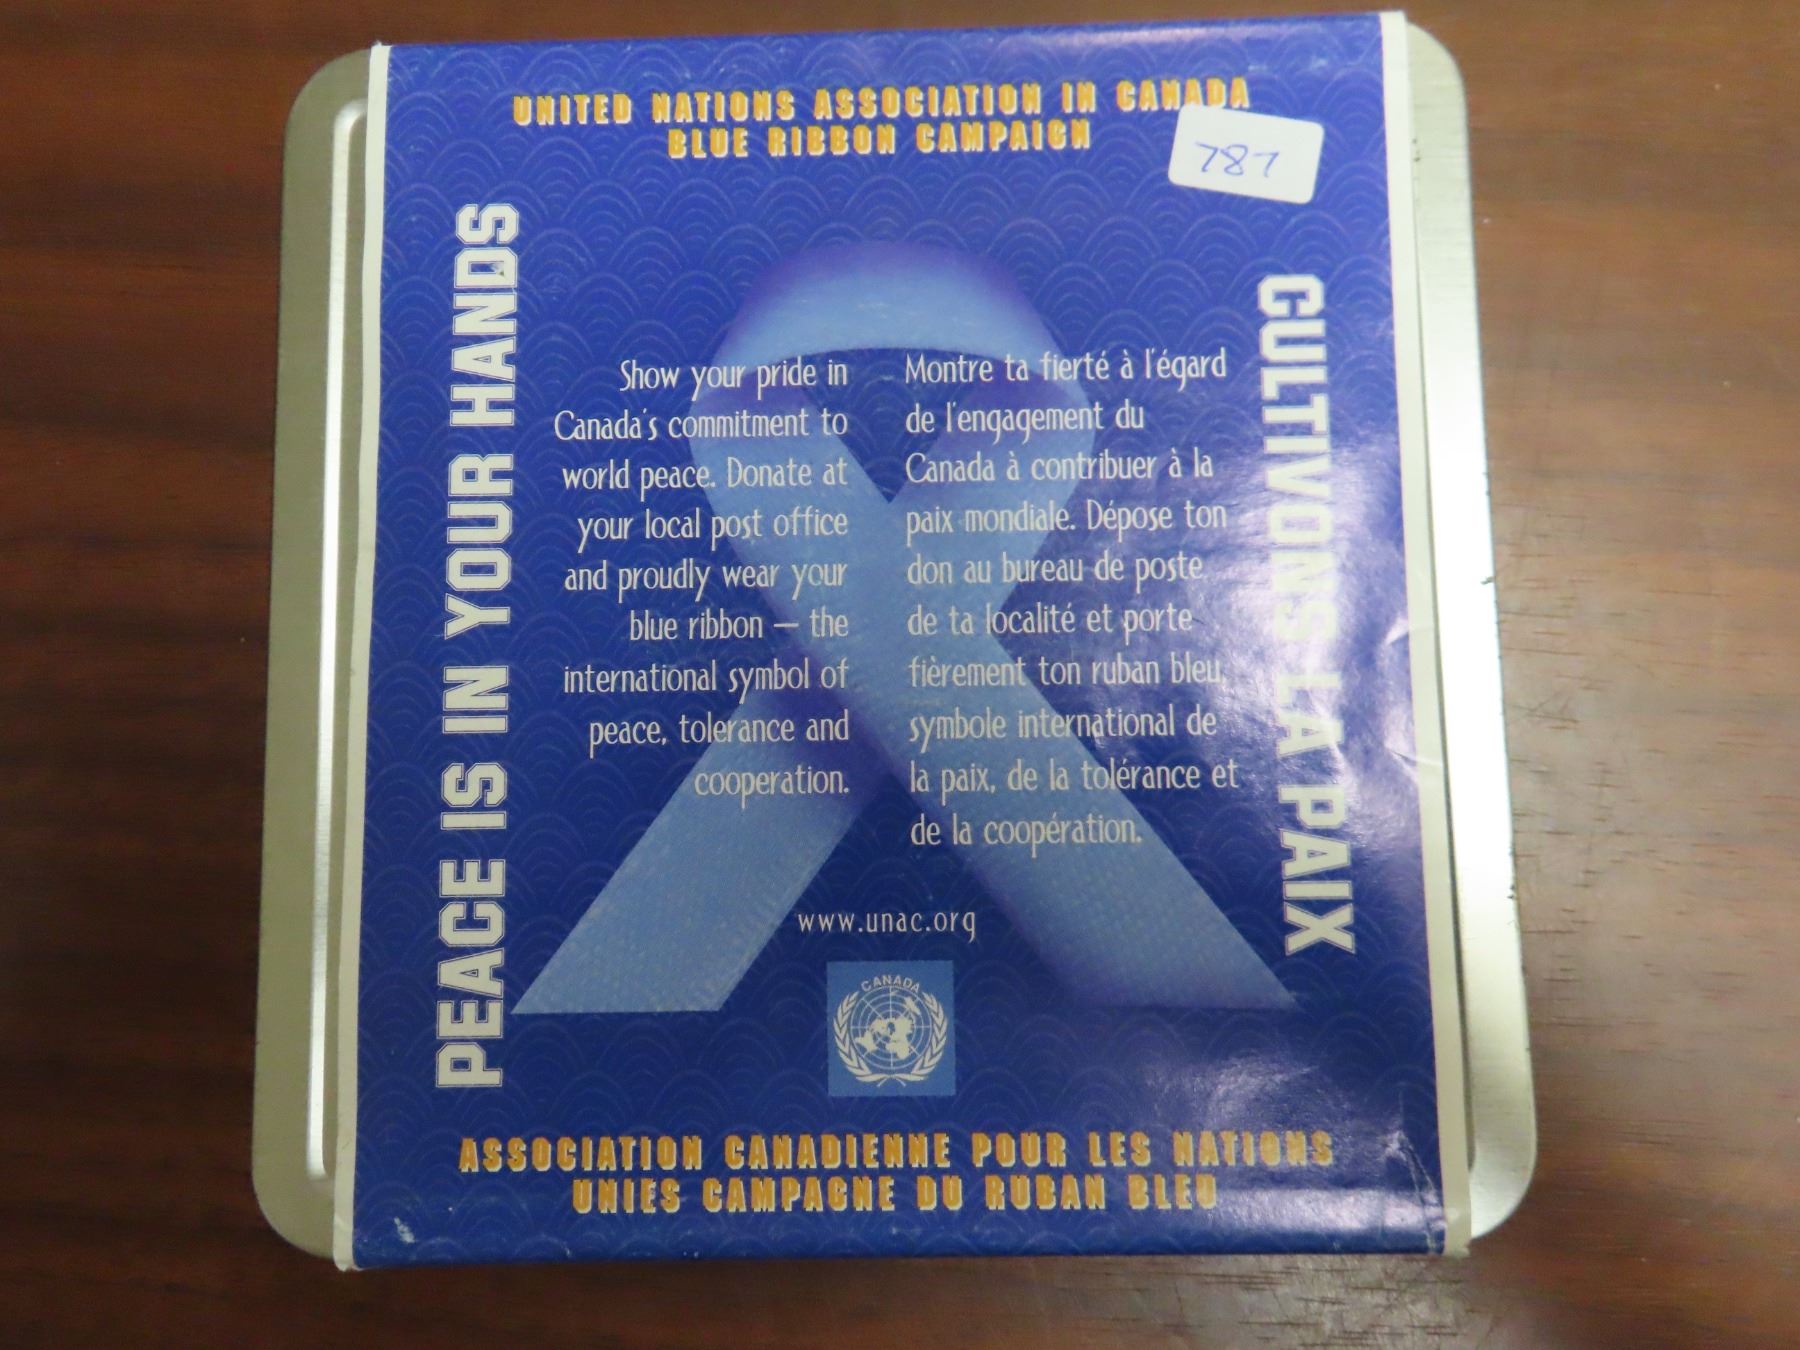 UNITED NATIONS ASSOCIATION IN CANADA
BLUE RIBBON CAMPAIGN
787
PEACE IS IN YOUR HANDS
Show your pride in
Canada's commitment to
world peace. Donate at
your local post office
and proudly wear your
blue ribbon — the
international symbol of
peace, tolerance and
cooperation.
Montre ta fierté à l'égard
de l'engagement du
Canada à contribuer à la
paix mondiale. Dépose ton
don au bureau de poste
de ta localité et porte
fièrement ton ruban bleu,
symbole international de
la paix, de la tolérance et
de la coopération.
CULTIVONS LA PAIX
www.unac.org
CANADA
ASSOCIATION CANADIENNE POUR LES NATIONS
UNIES CAMPAGNE DU RUBAN BLEU